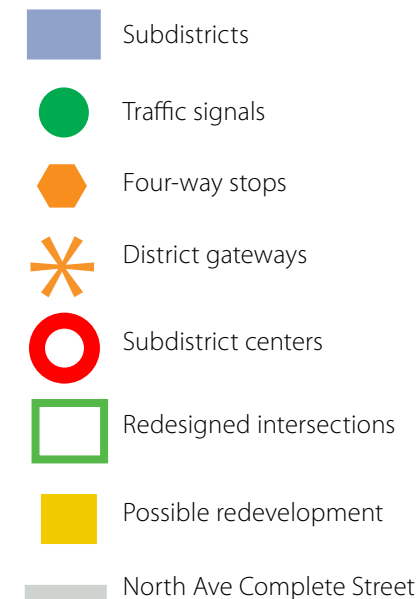 Subdistricts
Traffic signals
Four-way stops
District gateways
Subdistrict centers
Redesigned intersections
Possible redevelopment
North Ave Complete Street